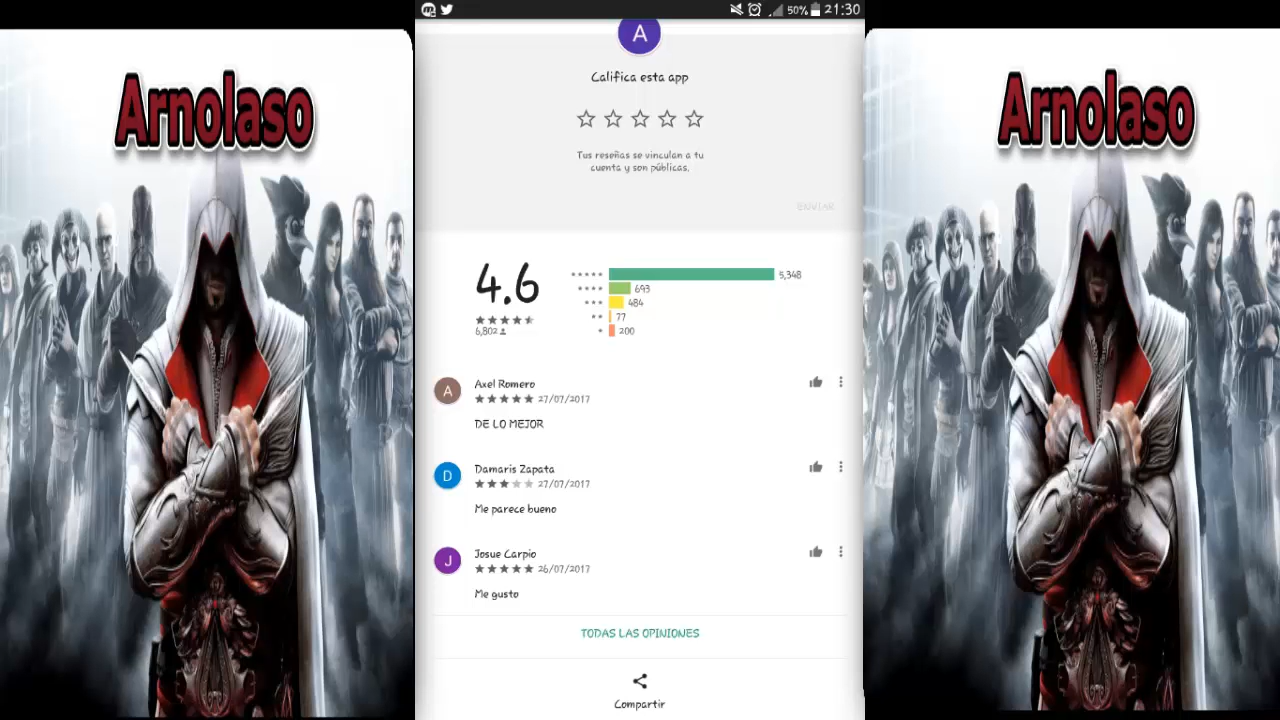 Arnolaso
50% 21:30
A
Califica esta app
Tus reseñas se vinculan a tu
cuenta y son públicas.
ENVIAR
4.6
6,802
5,348
693
484
77
200
A
Axel Romero
27/07/2017
DE LO MEJOR
D
Damaris Zapata
27/07/2017
Me parece bueno
J
Josue Carpio
26/07/2017
Me gusto
TODAS LAS OPINIONES
Compartir
Arnolaso